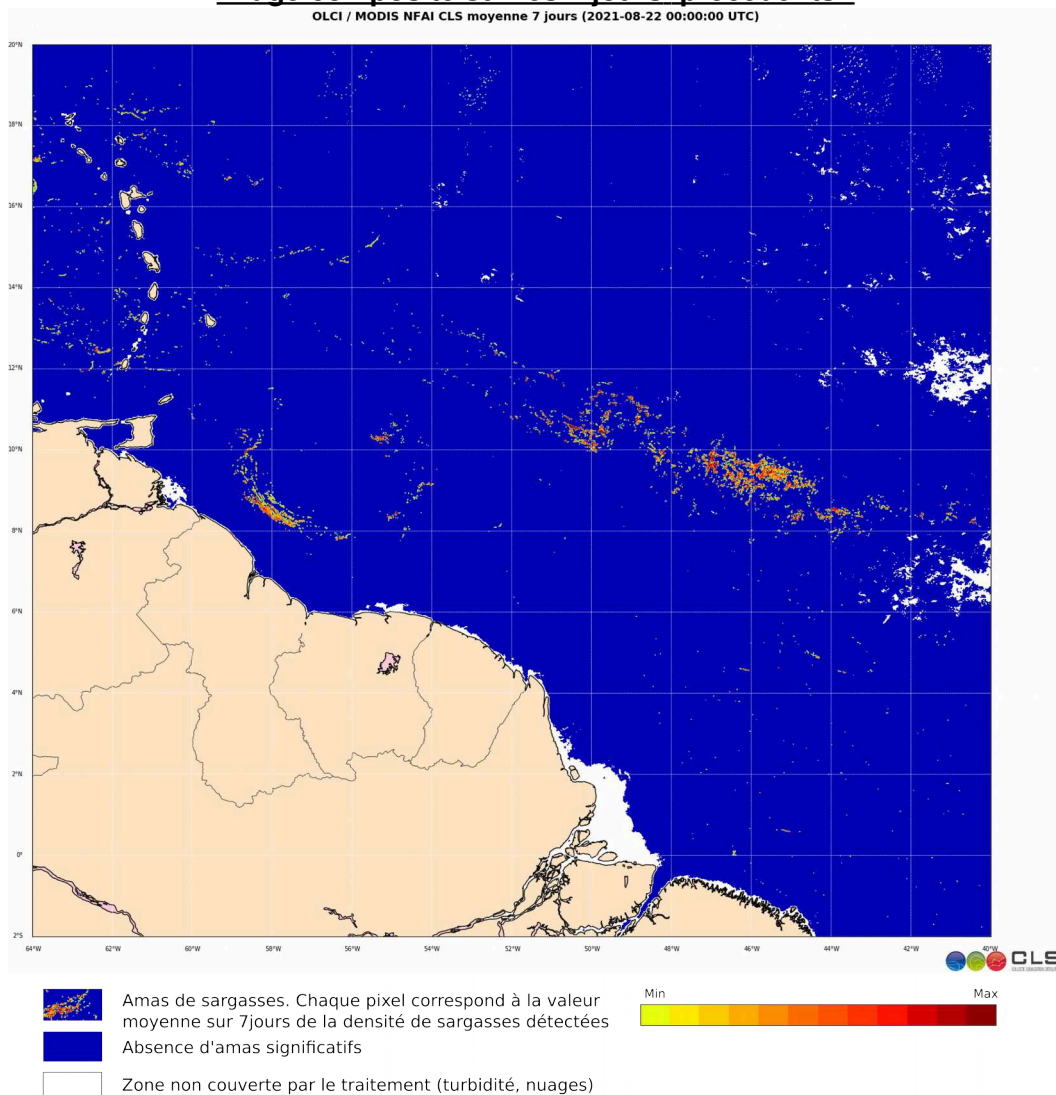 OLCI / MODIS NFAI CLS moyenne 7 jours (2021-08-22 00:00:00 UTC)
20°N
18°N
16°N
14°N
12°N
10°N
8°N
6°N
4°N
2°N
0°
2°S
64°W 62°W 60°W 58°W 56°W 54°W 52°W 50°W 48°W 46°W 44°W 42°W 40°W
CLS
Amas de sargasses. Chaque pixel correspond à la valeur
moyenne sur 7jours de la densité de sargasses détectées
Min Max
Absence d'amas significatifs
Zone non couverte par le traitement (turbidité, nuages)